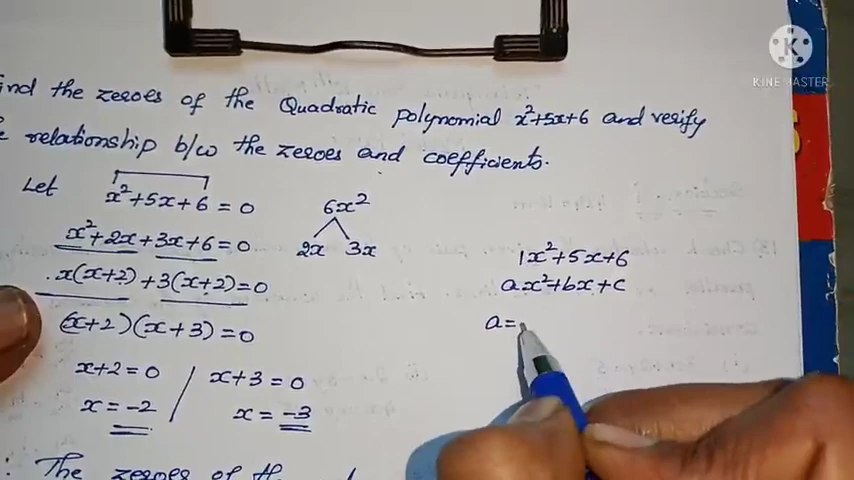 ind the zeroes of the Quadratic polynomial x²+5x+6 and verify
e relationship b/w the zeroes and coefficients.
Let x²+5x+6 = 0
6x²
x²+2x+3x+6=0
2x 3x
x(x+2)+3(x+2)=0
(x+2)(x+3)=0
x+2=0 x+3=0
x=-2 x=-3
The zeroes of the
1x²+5x+6
ax²+bx+c
a=
K
KINE MASTER